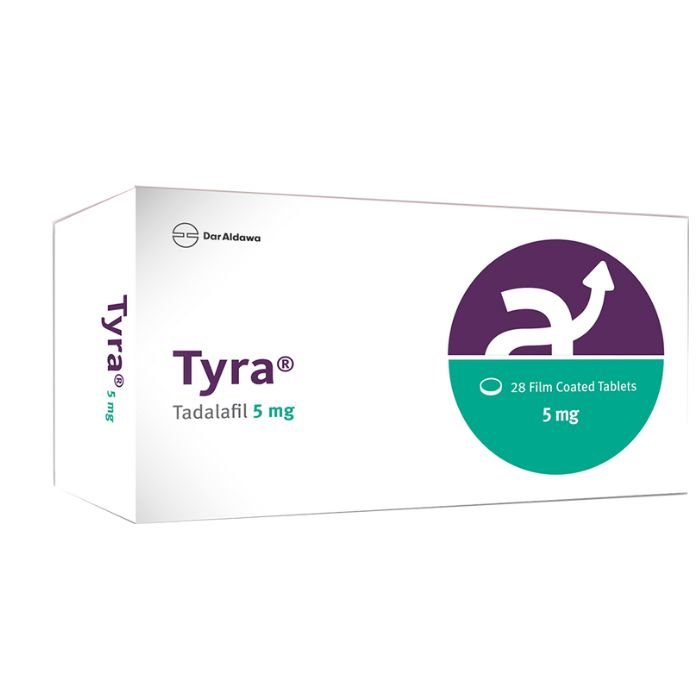 Dar Aldawa
Tyra®
Tadalafil 5 mg
28 Film Coated Tablets
5 mg
Tyra® 5 mg